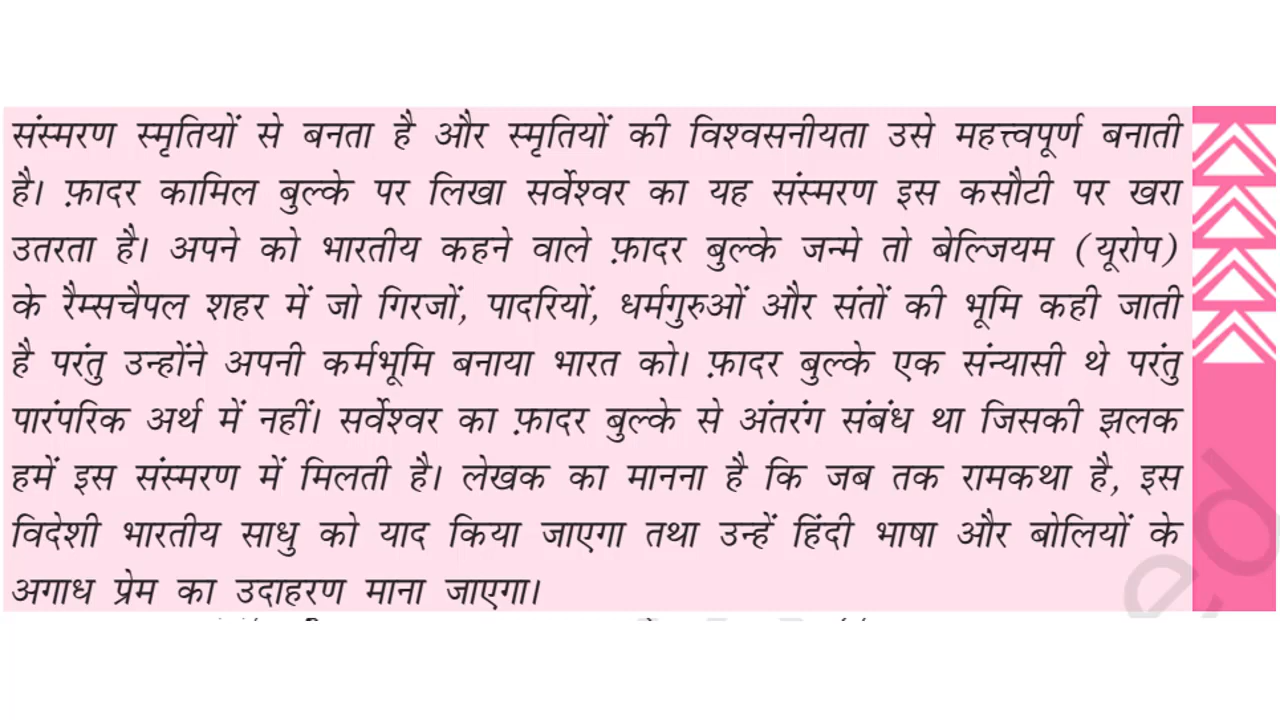 संस्मरण स्मृतियों से बनता है और स्मृतियों की विश्वसनीयता उसे महत्त्वपूर्ण बनाती
है। फ़ादर कामिल बुल्के पर लिखा सर्वेश्वर का यह संस्मरण इस कसौटी पर खरा
उतरता है। अपने को भारतीय कहने वाले फ़ादर बुल्के जन्मे तो बेल्जियम (यूरोप)
के रैम्सचैपल शहर में जो गिरजों, पादरियों, धर्मगुरुओं और संतों की भूमि कही जाती
है परंतु उन्होंने अपनी कर्मभूमि बनाया भारत को। फ़ादर बुल्के एक संन्यासी थे परंतु
पारंपरिक अर्थ में नहीं। सर्वेश्वर का फ़ादर बुल्के से अंतरंग संबंध था जिसकी झलक
हमें इस संस्मरण में मिलती है। लेखक का मानना है कि जब तक रामकथा है, इस
विदेशी भारतीय साधु को याद किया जाएगा तथा उन्हें हिंदी भाषा और बोलियों के
अगाध प्रेम का उदाहरण माना जाएगा।
ed